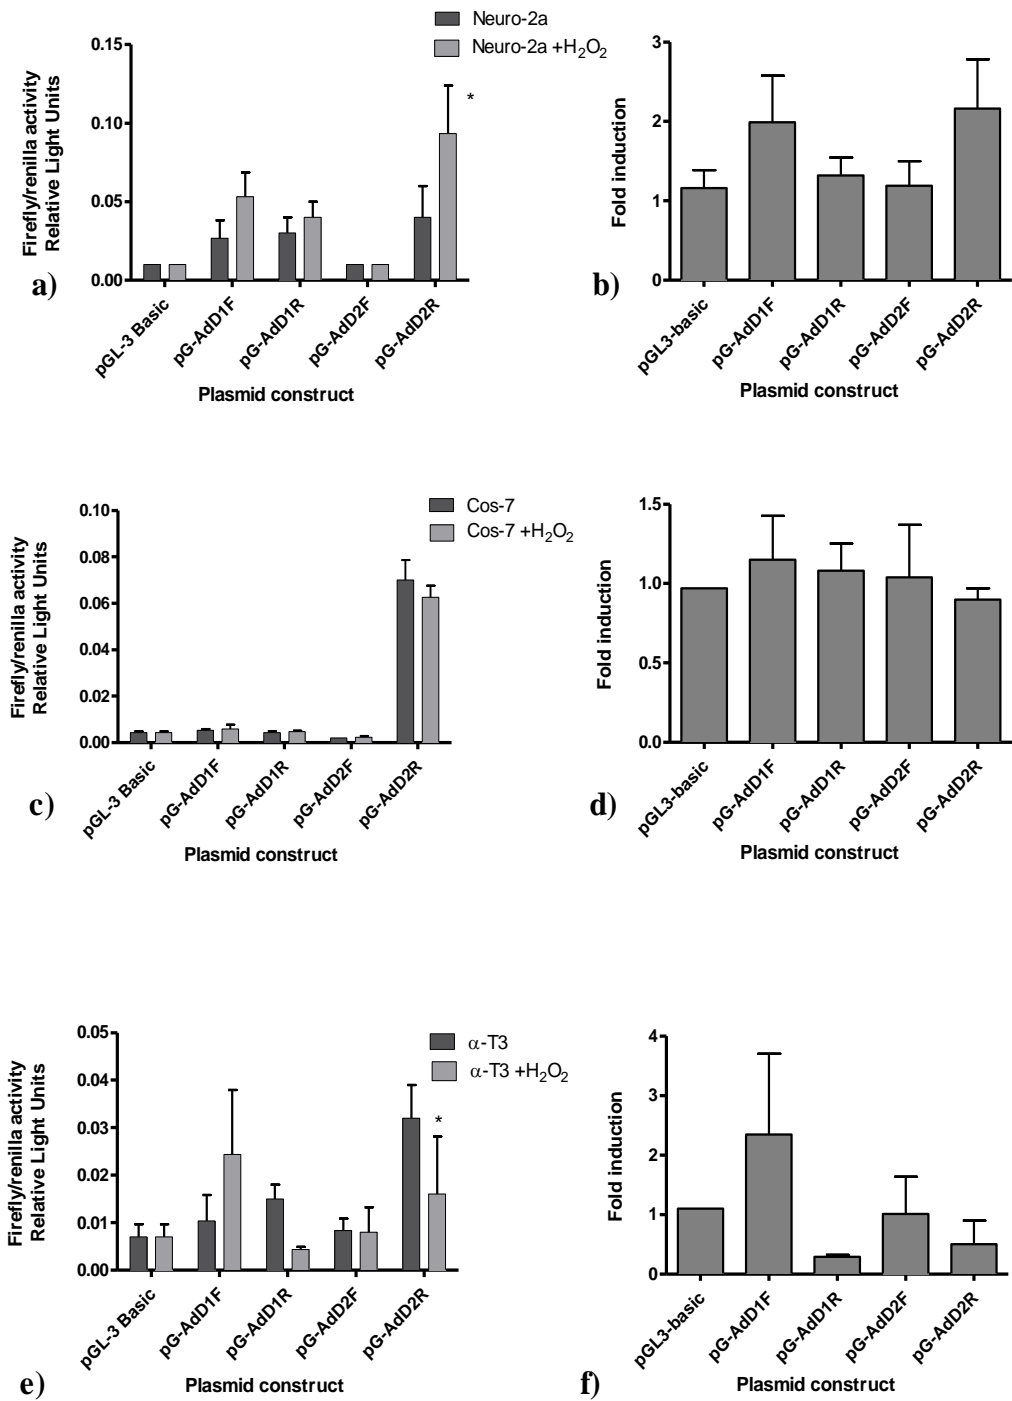 Neuro-2a
Neuro-2a +H2O2
Firefly/renilla activity
Relative Light Units
0.15
0.10
0.05
0.00
*
pGL-3 Basic
pG-AdD1F
pG-AdD1R
pG-AdD2F
pG-AdD2R
Plasmid construct
a)
Fold induction
3
2
1
0
pGL3-basic
pG-AdD1F
pG-AdD1R
pG-AdD2F
pG-AdD2R
Plasmid construct
b)
Cos-7
Cos-7 +H2O2
Firefly/renilla activity
Relative Light Units
0.10
0.08
0.06
0.04
0.02
0.00
pGL-3 Basic
pG-AdD1F
pG-AdD1R
pG-AdD2F
pG-AdD2R
Plasmid construct
c)
Fold induction
1.5
1.0
0.5
0.0
pGL3-basic
pG-AdD1F
pG-AdD1R
pG-AdD2F
pG-AdD2R
Plasmid construct
d)
α-T3
α-T3 +H2O2
Firefly/renilla activity
Relative Light Units
0.05
0.04
0.03
0.02
0.01
0.00
*
pGL-3 Basic
pG-AdD1F
pG-AdD1R
pG-AdD2F
pG-AdD2R
Plasmid construct
e)
Fold induction
4
3
2
1
0
pGL3-basic
pG-AdD1F
pG-AdD1R
pG-AdD2F
pG-AdD2R
Plasmid construct
f)